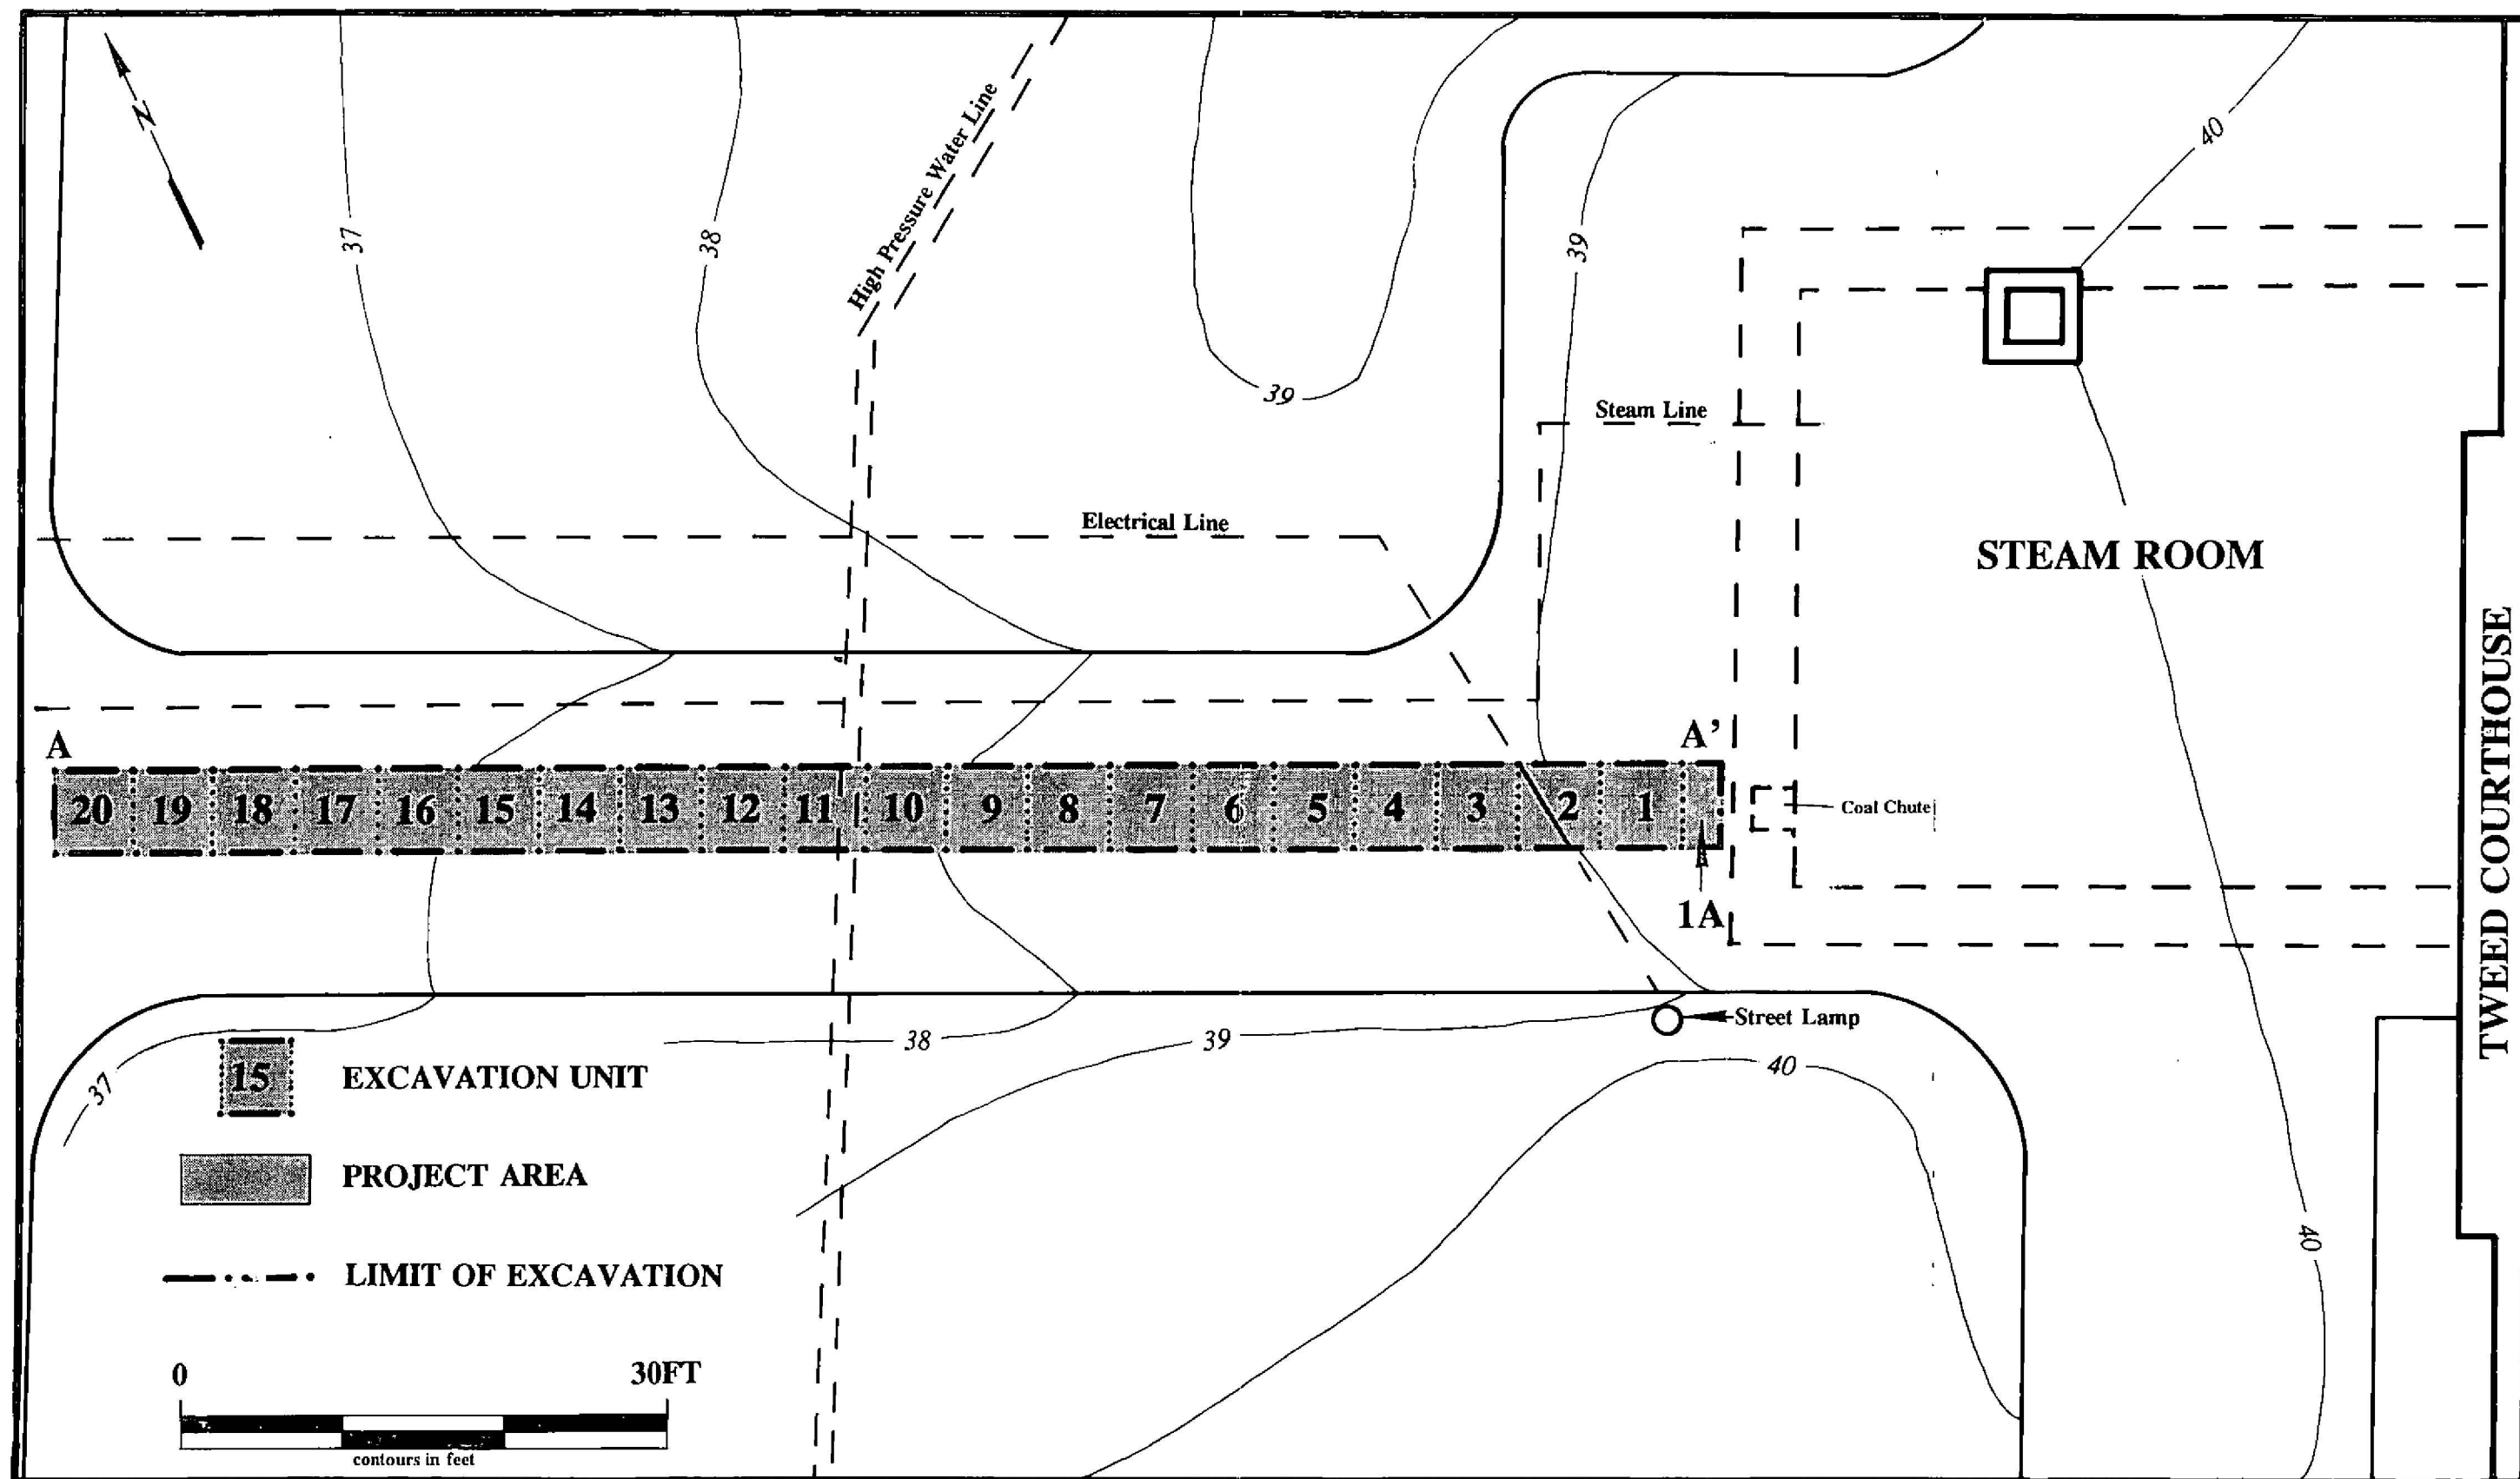 N
37
38
High Pressure Water Line
39
39
40
Steam Line
Electrical Line
STEAM ROOM
TWEED COURTHOUSE
A
A’
20 19 18 17 16 15 14 13 12 11 10 9 8 7 6 5 4 3 2 1
Coal Chute
1A
Street Lamp
38
39
40
37
40
15 EXCAVATION UNIT
PROJECT AREA
LIMIT OF EXCAVATION
0 30FT
contours in feet